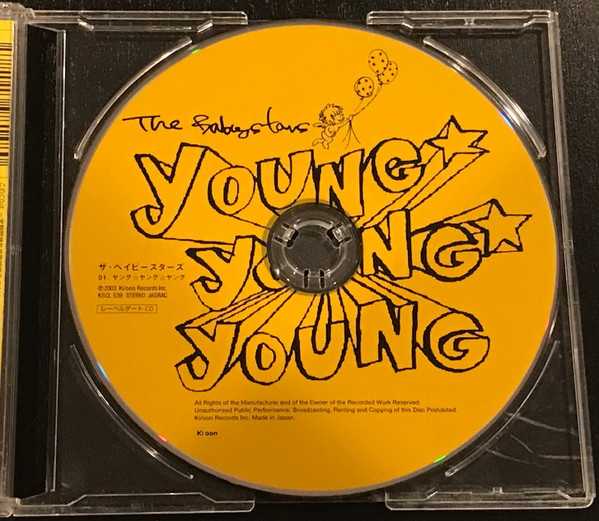 The Babystars
YOUNG☆
YOUNG☆
YOUNG
ザ・ベイビースターズ
01. ヤング☆ヤング☆ヤング
℗2003 Ki/oon Records Inc.
KSCL 539 STEREO JASRAC
レーベルゲートCD
All Rights of the Manufacturer and of the Owner of the Recorded Work Reserved.
Unauthorized Public Performance, Broadcasting, Renting and Copying of this Disc Prohibited.
Ki/oon Records Inc. Made in Japan.
Ki oon